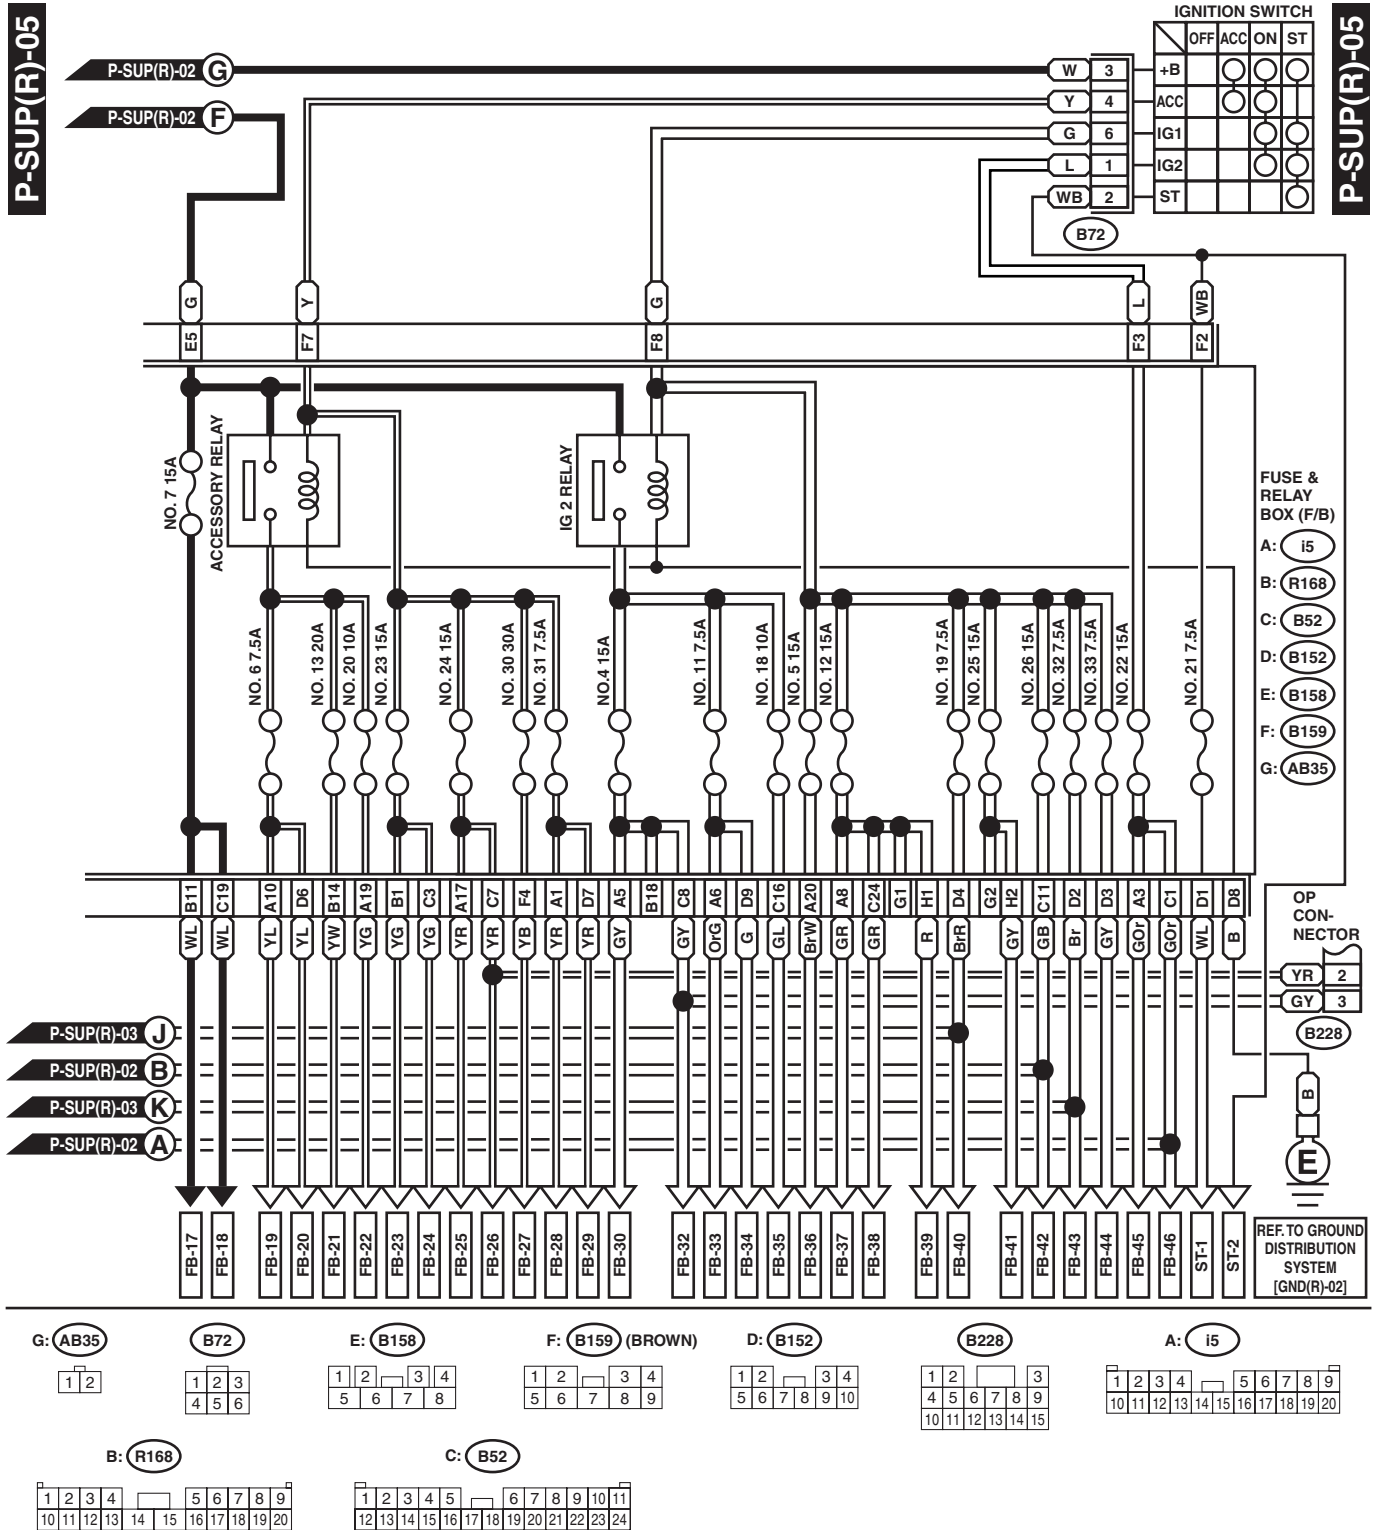 P-SUP(R)-05
P-SUP(R)-05
IGNITION SWITCH
OFF ACC ON ST
P-SUP(R)-02 G
W 3 +B
P-SUP(R)-02 F
Y 4 ACC
G 6 IG1
L 1 IG2
WB 2 ST
B72
G Y G L WB
E5 F7 F8 F3 F2
NO. 7 15A
ACCESSORY RELAY
IG 2 RELAY
FUSE &
RELAY
BOX (F/B)
A: i5
B: R168
C: B52
D: B152
E: B158
F: B159
G: AB35
NO. 6 7.5A
NO. 13 20A
NO. 20 10A
NO. 23 15A
NO. 24 15A
NO. 30 30A
NO. 31 7.5A
NO.4 15A
NO. 11 7.5A
NO. 18 10A
NO. 5 15A
NO. 12 15A
NO. 19 7.5A
NO. 25 15A
NO. 26 15A
NO. 32 7.5A
NO. 33 7.5A
NO. 22 15A
NO. 21 7.5A
B11 C19 A10 D6 B14 A19 B1 C3 A17 C7 F4 A1 D7 A5 B18 C8 A6 D9 C16 A20 A8 C24 G1 H1 D4 G2 H2 C11 D2 D3 A3 C1 D1 D8
WL WL YL YL YW YG YG YG YR YR YB YR YR GY GY OrG G GL BrW GR GR R BrR GY GB Br GY GOr GOr WL B
OP
CON-
NECTOR
YR 2
GY 3
B228
P-SUP(R)-03 J
P-SUP(R)-02 B
P-SUP(R)-03 K
P-SUP(R)-02 A
B
E
FB-17 FB-18 FB-19 FB-20 FB-21 FB-22 FB-23 FB-24 FB-25 FB-26 FB-27 FB-28 FB-29 FB-30 FB-32 FB-33 FB-34 FB-35 FB-36 FB-37 FB-38 FB-39 FB-40 FB-41 FB-42 FB-43 FB-44 FB-45 FB-46 ST-1 ST-2
REF. TO GROUND
DISTRIBUTION
SYSTEM
[GND(R)-02]
G: AB35
1 2
B72
1 2 3
4 5 6
E: B158
1 2 3 4
5 6 7 8
F: B159 (BROWN)
1 2 3 4
5 6 7 8 9
D: B152
1 2 3 4
5 6 7 8 9 10
B228
1 2 3
4 5 6 7 8 9
10 11 12 13 14 15
A: i5
1 2 3 4 5 6 7 8 9
10 11 12 13 14 15 16 17 18 19 20
B: R168
1 2 3 4 5 6 7 8 9
10 11 12 13 14 15 16 17 18 19 20
C: B52
1 2 3 4 5 6 7 8 9 10 11
12 13 14 15 16 17 18 19 20 21 22 23 24